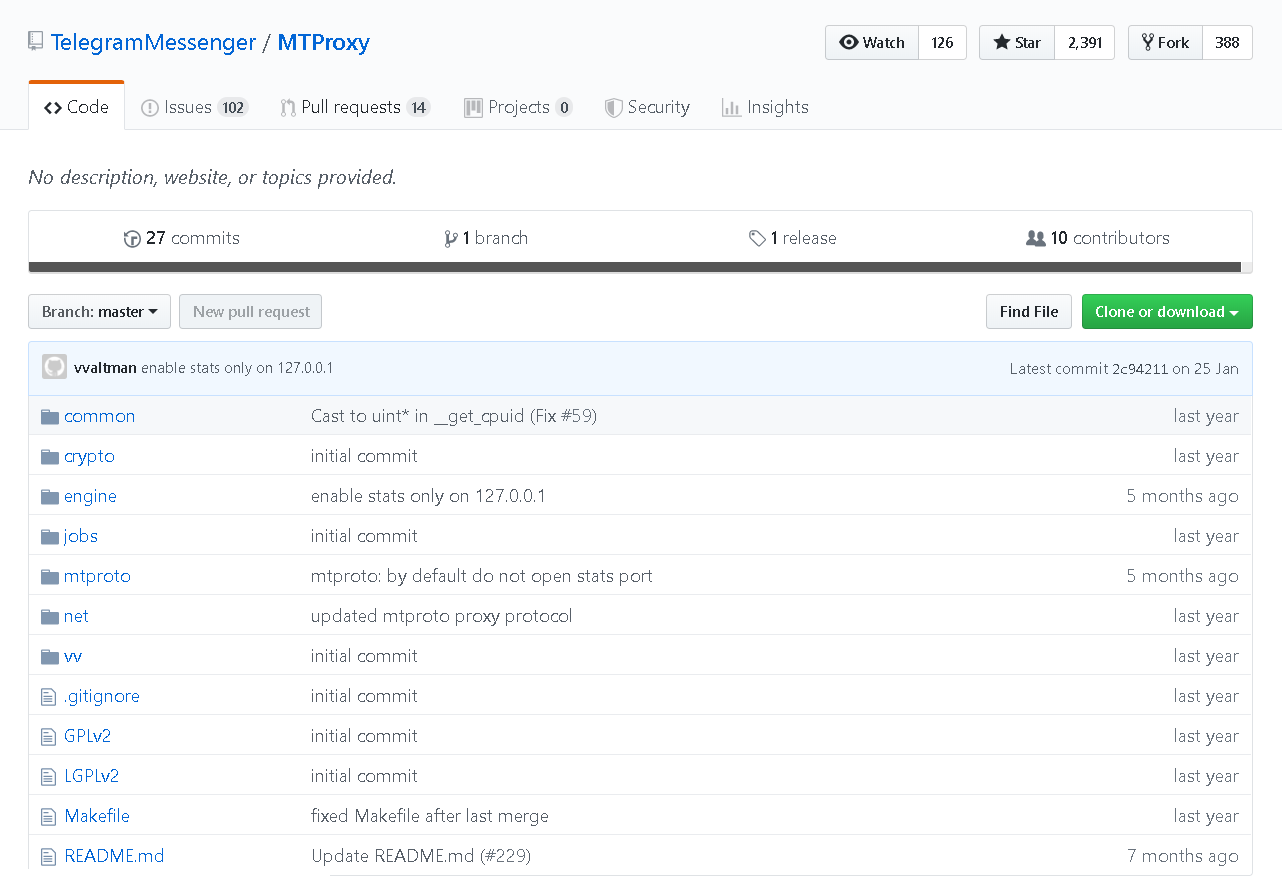 TelegramMessenger / MTProxy
Watch 126 Star 2,391 Fork 388
Code Issues 102 Pull requests 14 Projects 0 Security Insights
No description, website, or topics provided.
27 commits 1 branch 1 release 10 contributors
Branch: master New pull request Find File Clone or download
vvaltman enable stats only on 127.0.0.1 Latest commit 2c94211 on 25 Jan
common Cast to uint* in __get_cpuid (Fix #59) last year
crypto initial commit last year
engine enable stats only on 127.0.0.1 5 months ago
jobs initial commit last year
mtproto mtproto: by default do not open stats port 5 months ago
net updated mtproto proxy protocol last year
vv initial commit last year
.gitignore initial commit last year
GPLv2 initial commit last year
LGPLv2 initial commit last year
Makefile fixed Makefile after last merge last year
README.md Update README.md (#229) 7 months ago